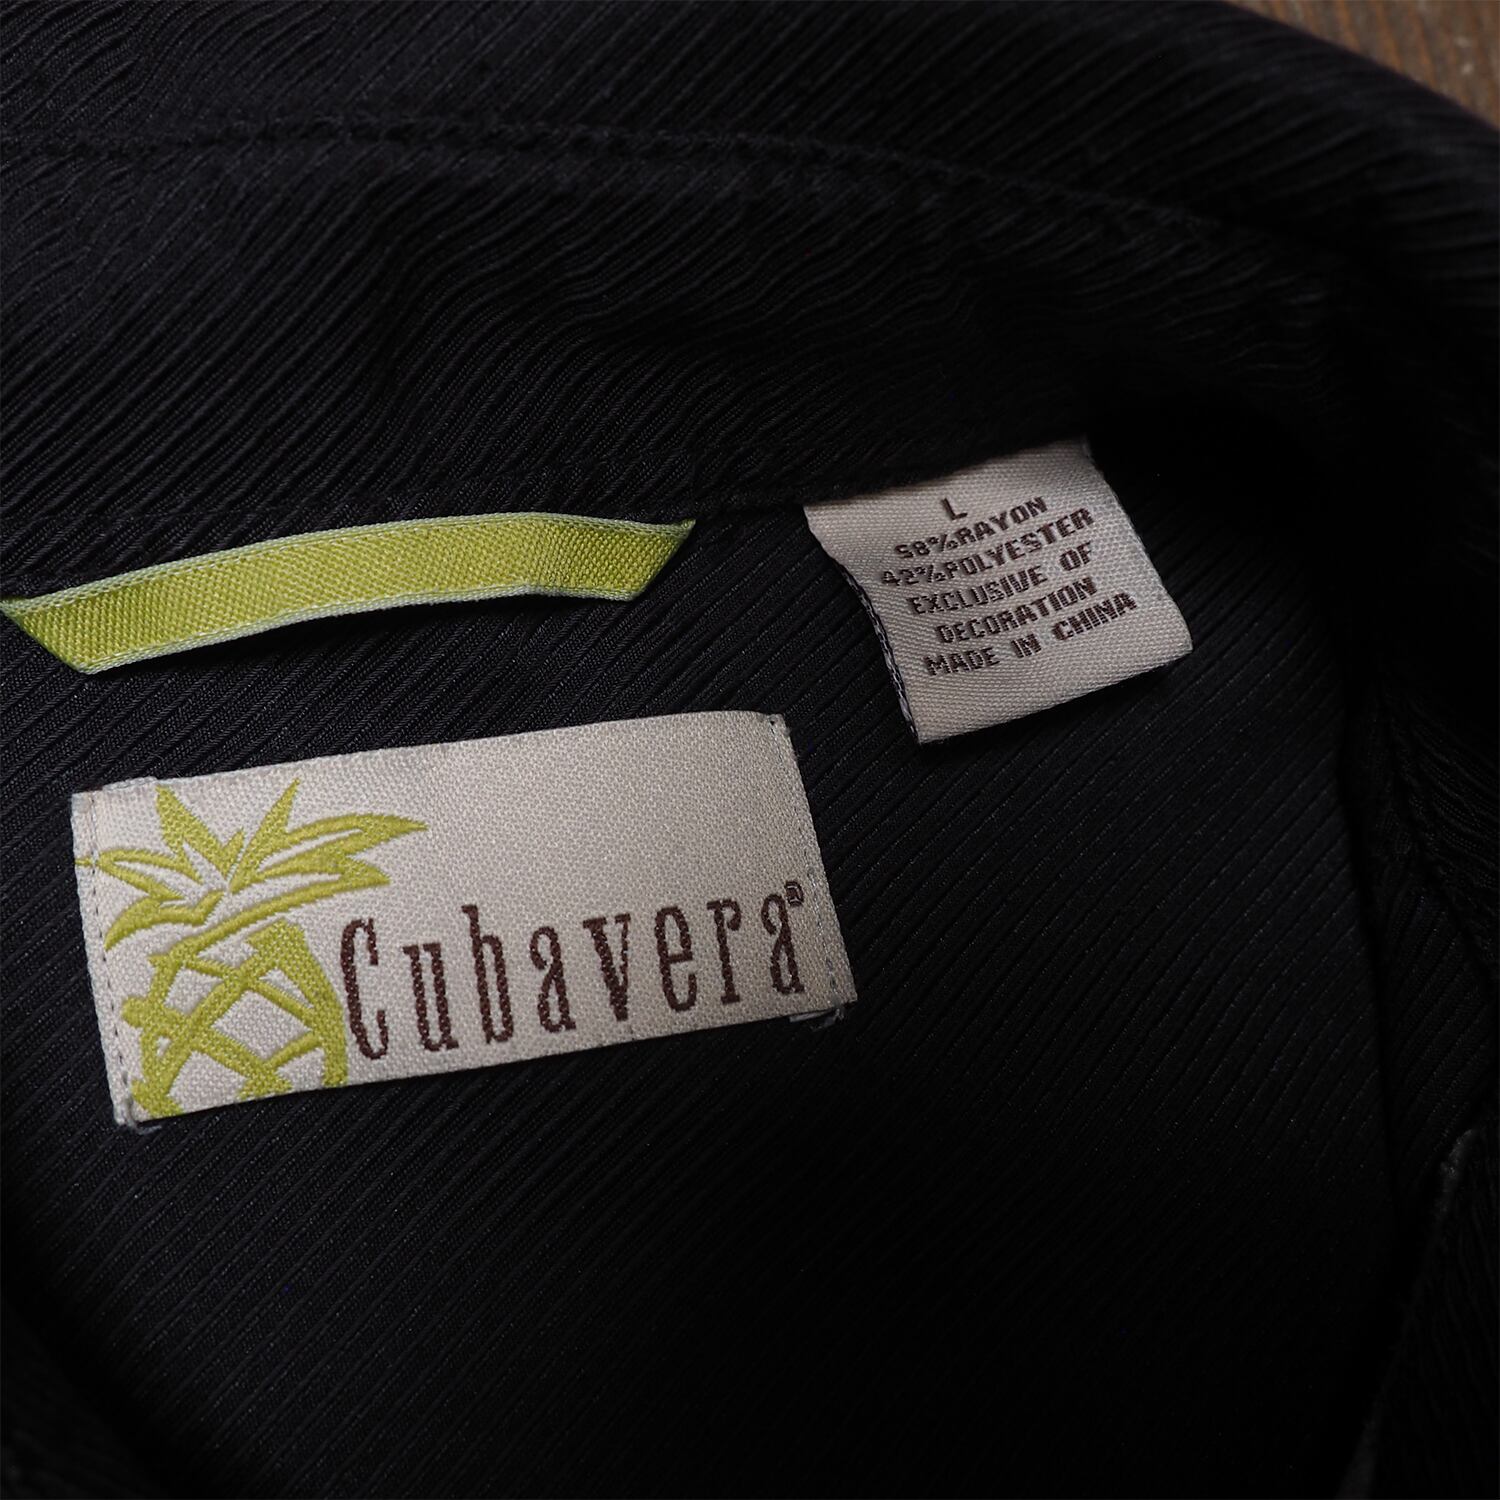 L
58%RAYON
42%POLYESTER
EXCLUSIVE OF
DECORATION
MADE IN CHINA
Cubavera®